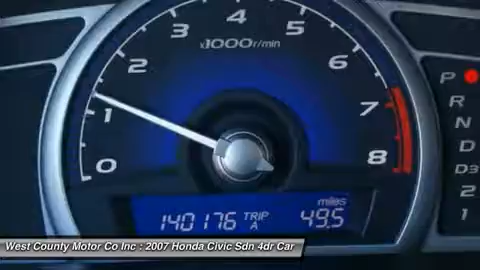 4
3
5
x1000r/min
2
6
1
7
0
8
P
R
N
D
D3
2
1
miles
140176 TRIP A 49.5
West County Motor Co Inc : 2007 Honda Civic Sdn 4dr Car